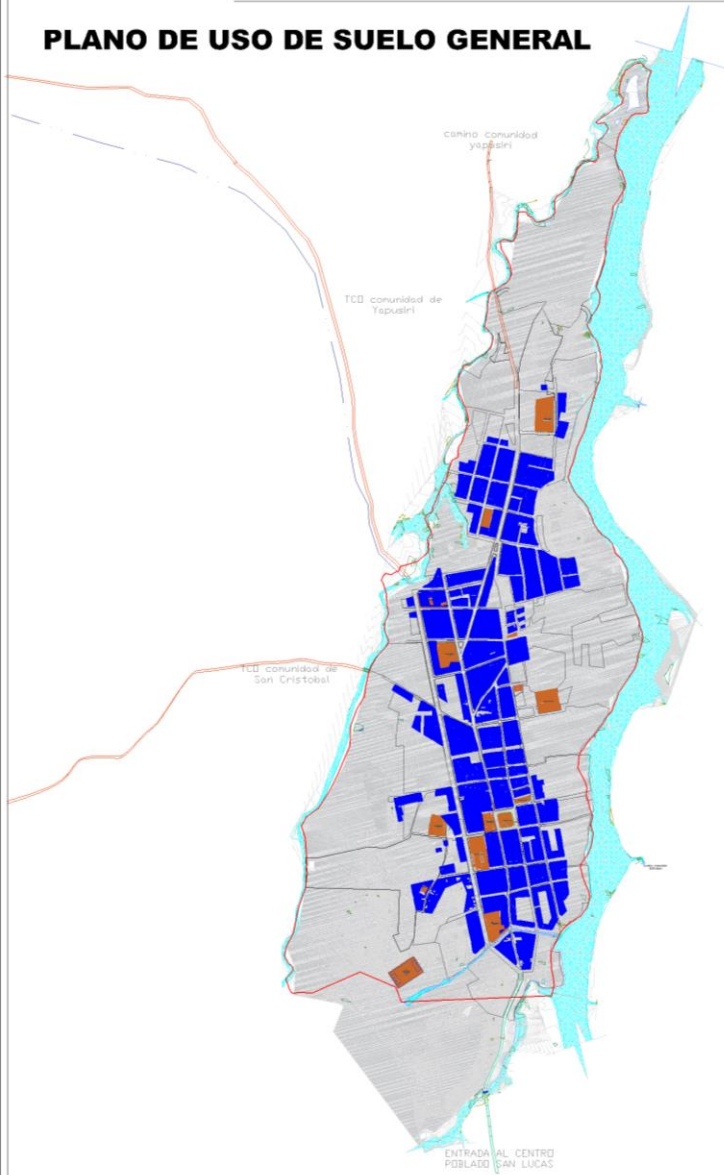 PLANO DE USO DE SUELO GENERAL
camino comunidad
yapusiri
TCO comunidad de
Yapusiri
TCO comunidad de
San Cristobal
ENTRADA AL CENTRO
POBLADO SAN LUCAS